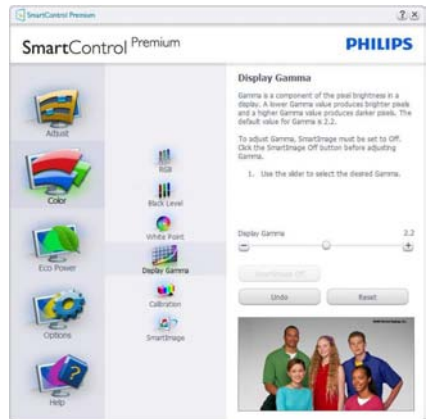 SmartControl Premium
SmartControl Premium
PHILIPS
Adjust
Color
Eco Power
Options
Help
RGB
Black Level
White Point
Display Gamma
Calibration
SmartImage
Display Gamma
Gamma is a component of the pixel brightness in a
display. A lower Gamma value produces brighter pixels
and a higher Gamma value produces darker pixels. The
default value for Gamma is 2.2.
To adjust Gamma, SmartImage must be set to Off.
Click the SmartImage Off button before adjusting
Gamma.
1. Use the slider to select the desired Gamma.
Display Gamma 2.2
SmartImage Off
Undo
Reset